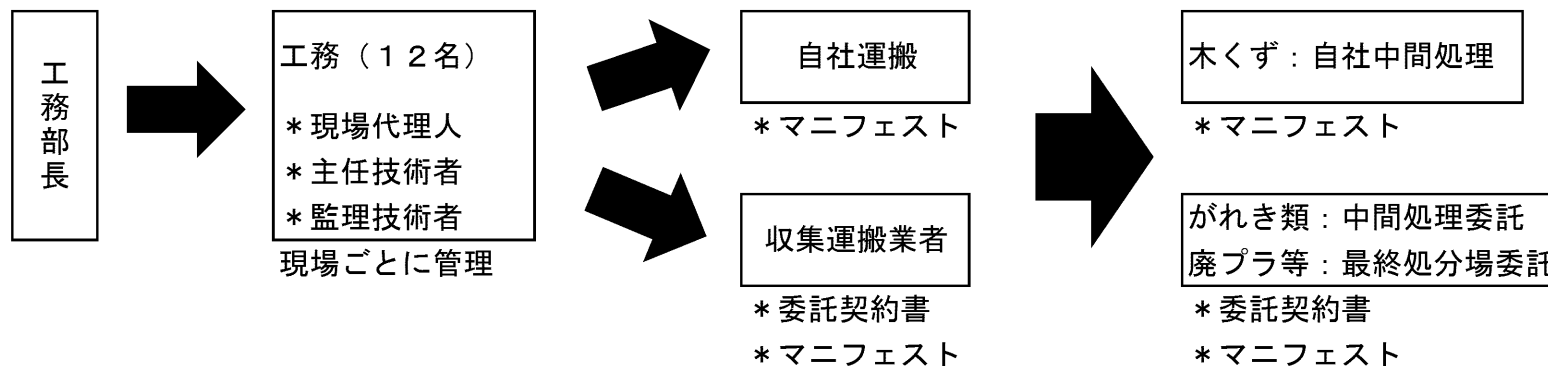 工務部長
工務（１２名）
＊現場代理人
＊主任技術者
＊監理技術者
現場ごとに管理
自社運搬
＊マニフェスト
収集運搬業者
＊委託契約書
＊マニフェスト
木くず：自社中間処理
＊マニフェスト
がれき類：中間処理委託
廃プラ等：最終処分場委託
＊委託契約書
＊マニフェスト